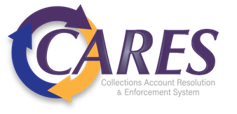 CARES
Collections Account Resolution
& Enforcement System